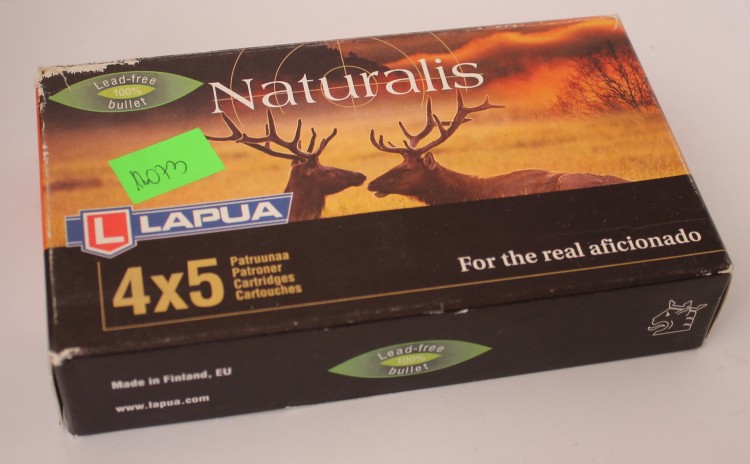 Lead-free
100%
bullet
Naturalis
L LAPUA
4x5
Patruunaa
Patroner
Cartridges
Cartouches
For the real aficionado
Lead-free
100%
bullet
Made in Finland, EU
www.lapua.com